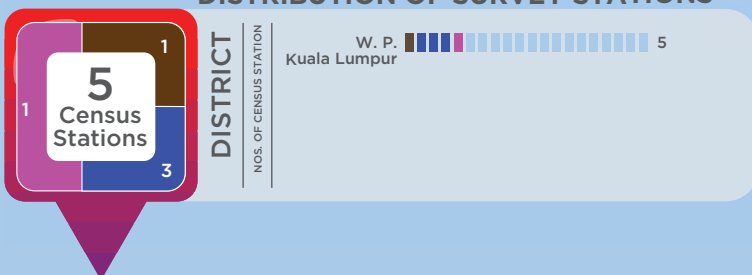 DISTRIBUTION OF SURVEY STATIONS
1
1
5
Census
Stations
3
DISTRICT
NOS. OF CENSUS STATION
W. P.
Kuala Lumpur
5